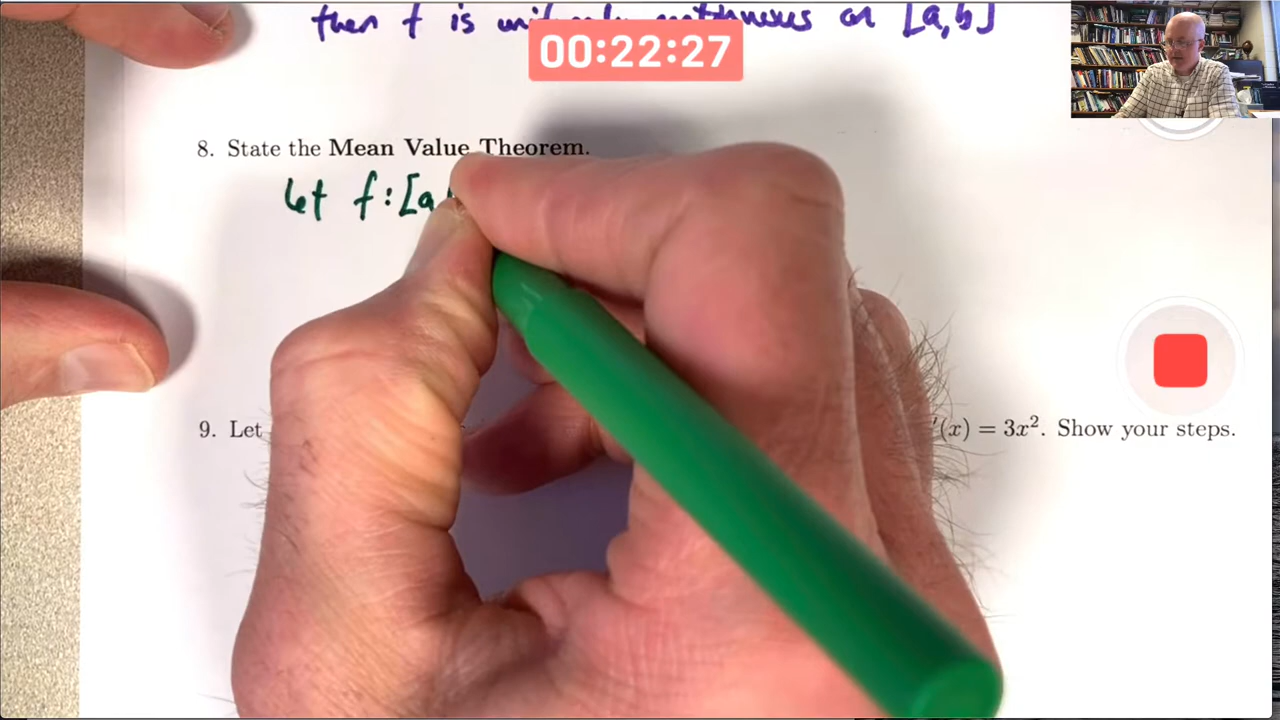 then f is continuous on [a,b]
00:22:27
8. State the Mean Value Theorem.
Let f:[a,
9. Let
'(x) = 3x². Show your steps.